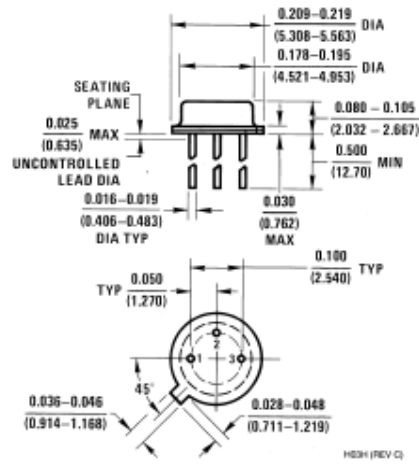 0.209–0.219
(5.308–5.563)
DIA
0.178–0.195
(4.521–4.953)
DIA
SEATING
PLANE
0.025
(0.635)
MAX
UNCONTROLLED
LEAD DIA
0.080 - 0.105
(2.032 – 2.667)
0.500
(12.70)
MIN
0.016–0.019
(0.406–0.483)
DIA TYP
0.030
(0.762)
MAX
0.100
(2.540)
TYP
TYP
0.050
(1.270)
2
1
3
45°
0.036–0.046
(0.914–1.168)
0.028–0.048
(0.711–1.219)
H03H (REV C)